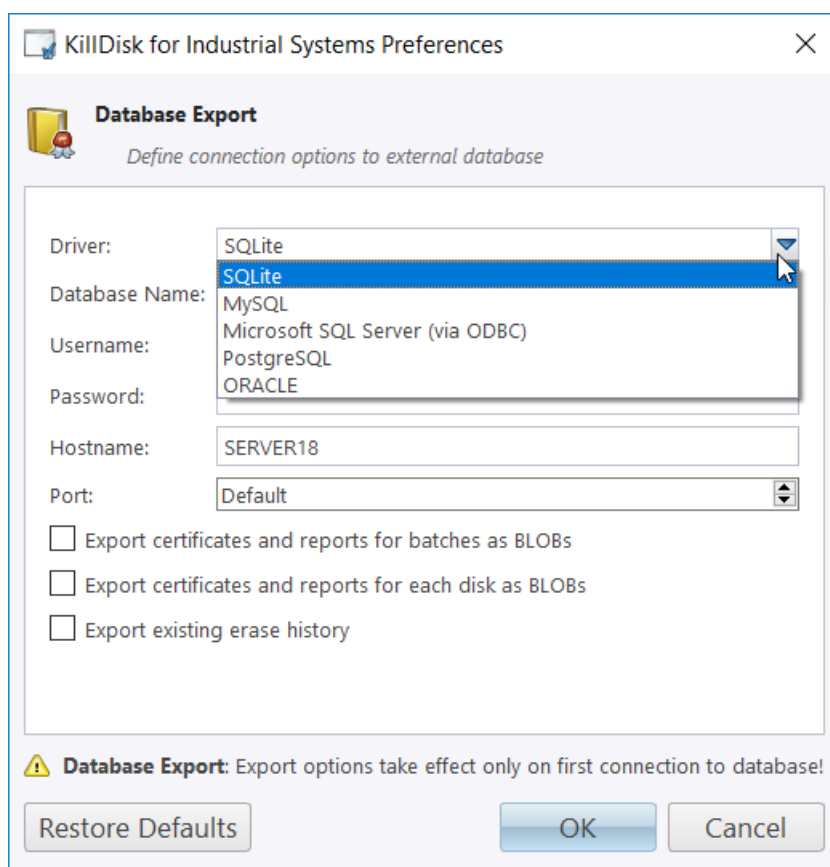 KillDisk for Industrial Systems Preferences
Database Export
Define connection options to external database
Driver: SQLite
SQLite
Database Name:
MySQL
Microsoft SQL Server (via ODBC)
Username:
PostgreSQL
ORACLE
Password:
Hostname: SERVER18
Port: Default
Export certificates and reports for batches as BLOBs
Export certificates and reports for each disk as BLOBs
Export existing erase history
Database Export: Export options take effect only on first connection to database!
Restore Defaults OK Cancel